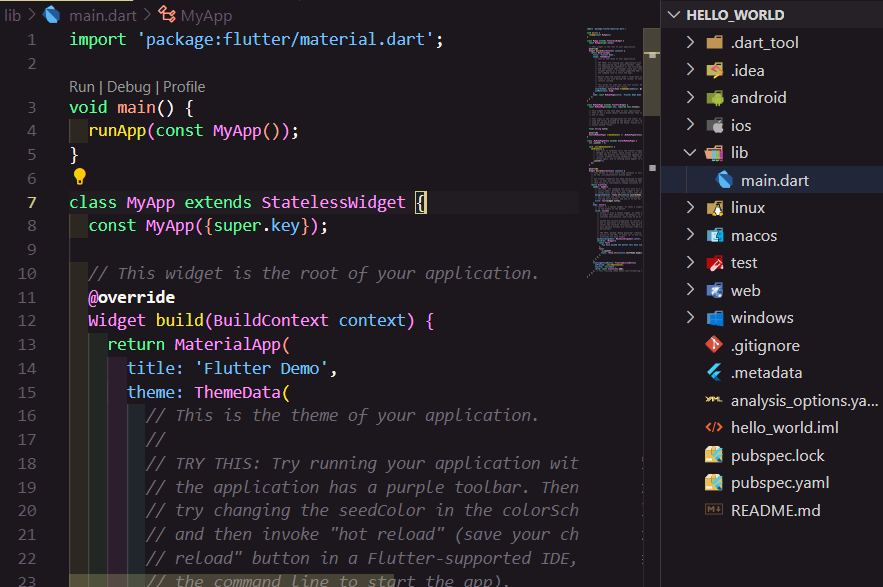 lib > main.dart > MyApp
1 import 'package:flutter/material.dart';
2
Run | Debug | Profile
3 void main() {
4 runApp(const MyApp());
5 }
6
7 class MyApp extends StatelessWidget {
8 const MyApp({super.key});
9
10 // This widget is the root of your application.
11 @override
12 Widget build(BuildContext context) {
13 return MaterialApp(
14 title: 'Flutter Demo',
15 theme: ThemeData(
16 // This is the theme of your application.
17 //
18 // TRY THIS: Try running your application wit
19 // the application has a purple toolbar. Then
20 // try changing the seedColor in the colorSch
21 // and then invoke "hot reload" (save your ch
22 // reload" button in a Flutter-supported IDE,
23 // the command line to start the app).
HELLO_WORLD
.dart_tool
.idea
android
ios
lib
main.dart
linux
macos
test
web
windows
.gitignore
.metadata
analysis_options.ya...
hello_world.iml
pubspec.lock
pubspec.yaml
README.md